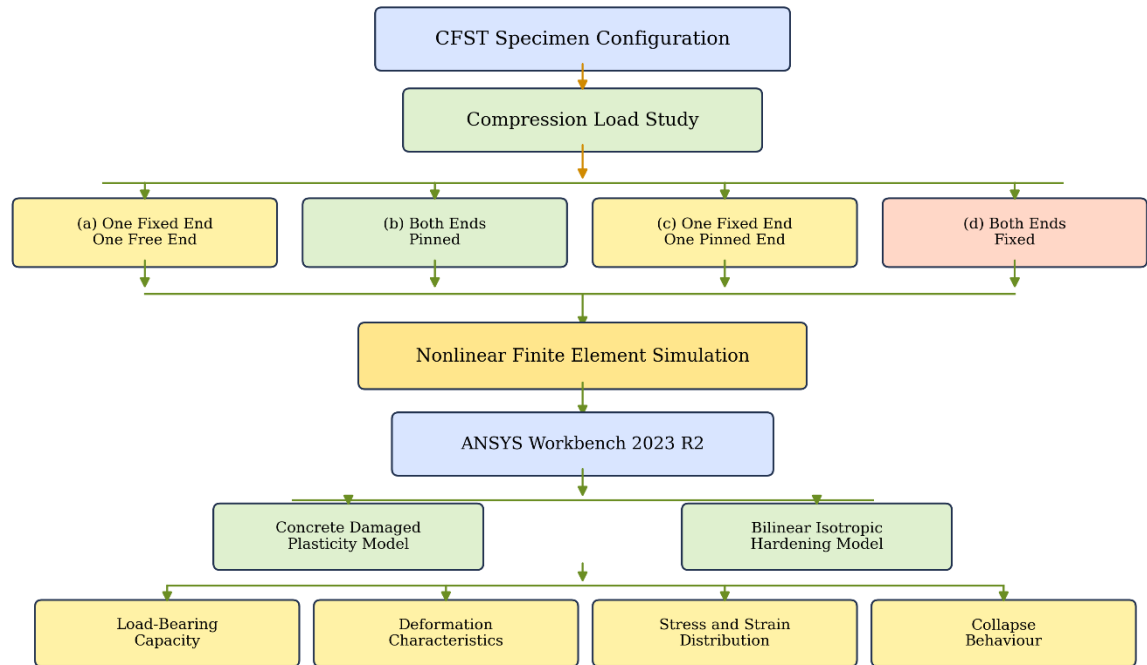 CFST Specimen Configuration
Compression Load Study
(a) One Fixed End
One Free End
(b) Both Ends
Pinned
(c) One Fixed End
One Pinned End
(d) Both Ends
Fixed
Nonlinear Finite Element Simulation
ANSYS Workbench 2023 R2
Concrete Damaged
Plasticity Model
Bilinear Isotropic
Hardening Model
Load-Bearing
Capacity
Deformation
Characteristics
Stress and Strain
Distribution
Collapse
Behaviour